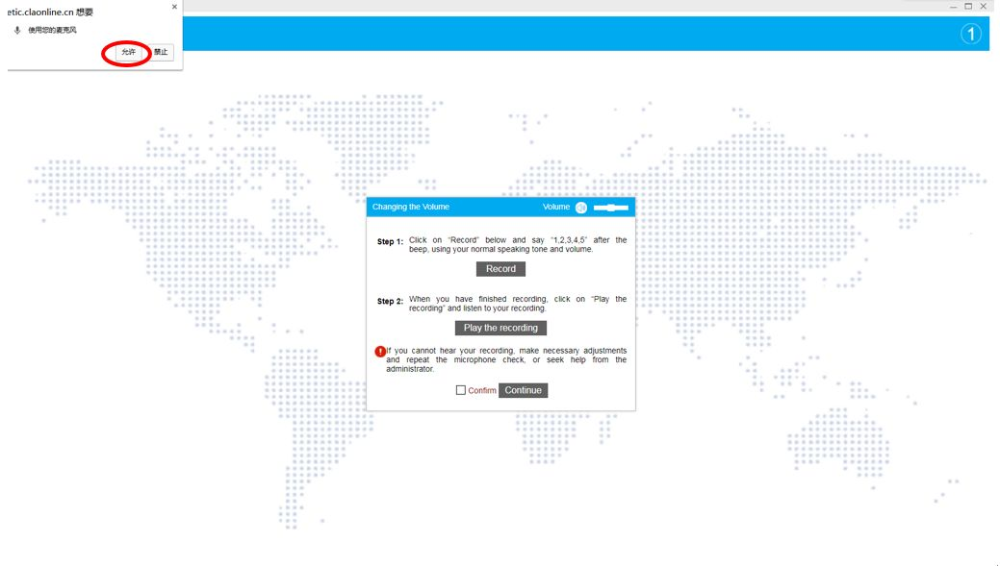 etic.claonline.cn 想要
使用您的麦克风
允许 禁止
1
Changing the Volume Volume
Step 1: Click on “Record” below and say “1,2,3,4,5” after the
beep, using your normal speaking tone and volume.
Record
Step 2: When you have finished recording, click on “Play the
recording” and listen to your recording.
Play the recording
! If you cannot hear your recording, make necessary adjustments
and repeat the microphone check, or seek help from the
administrator.
Confirm Continue